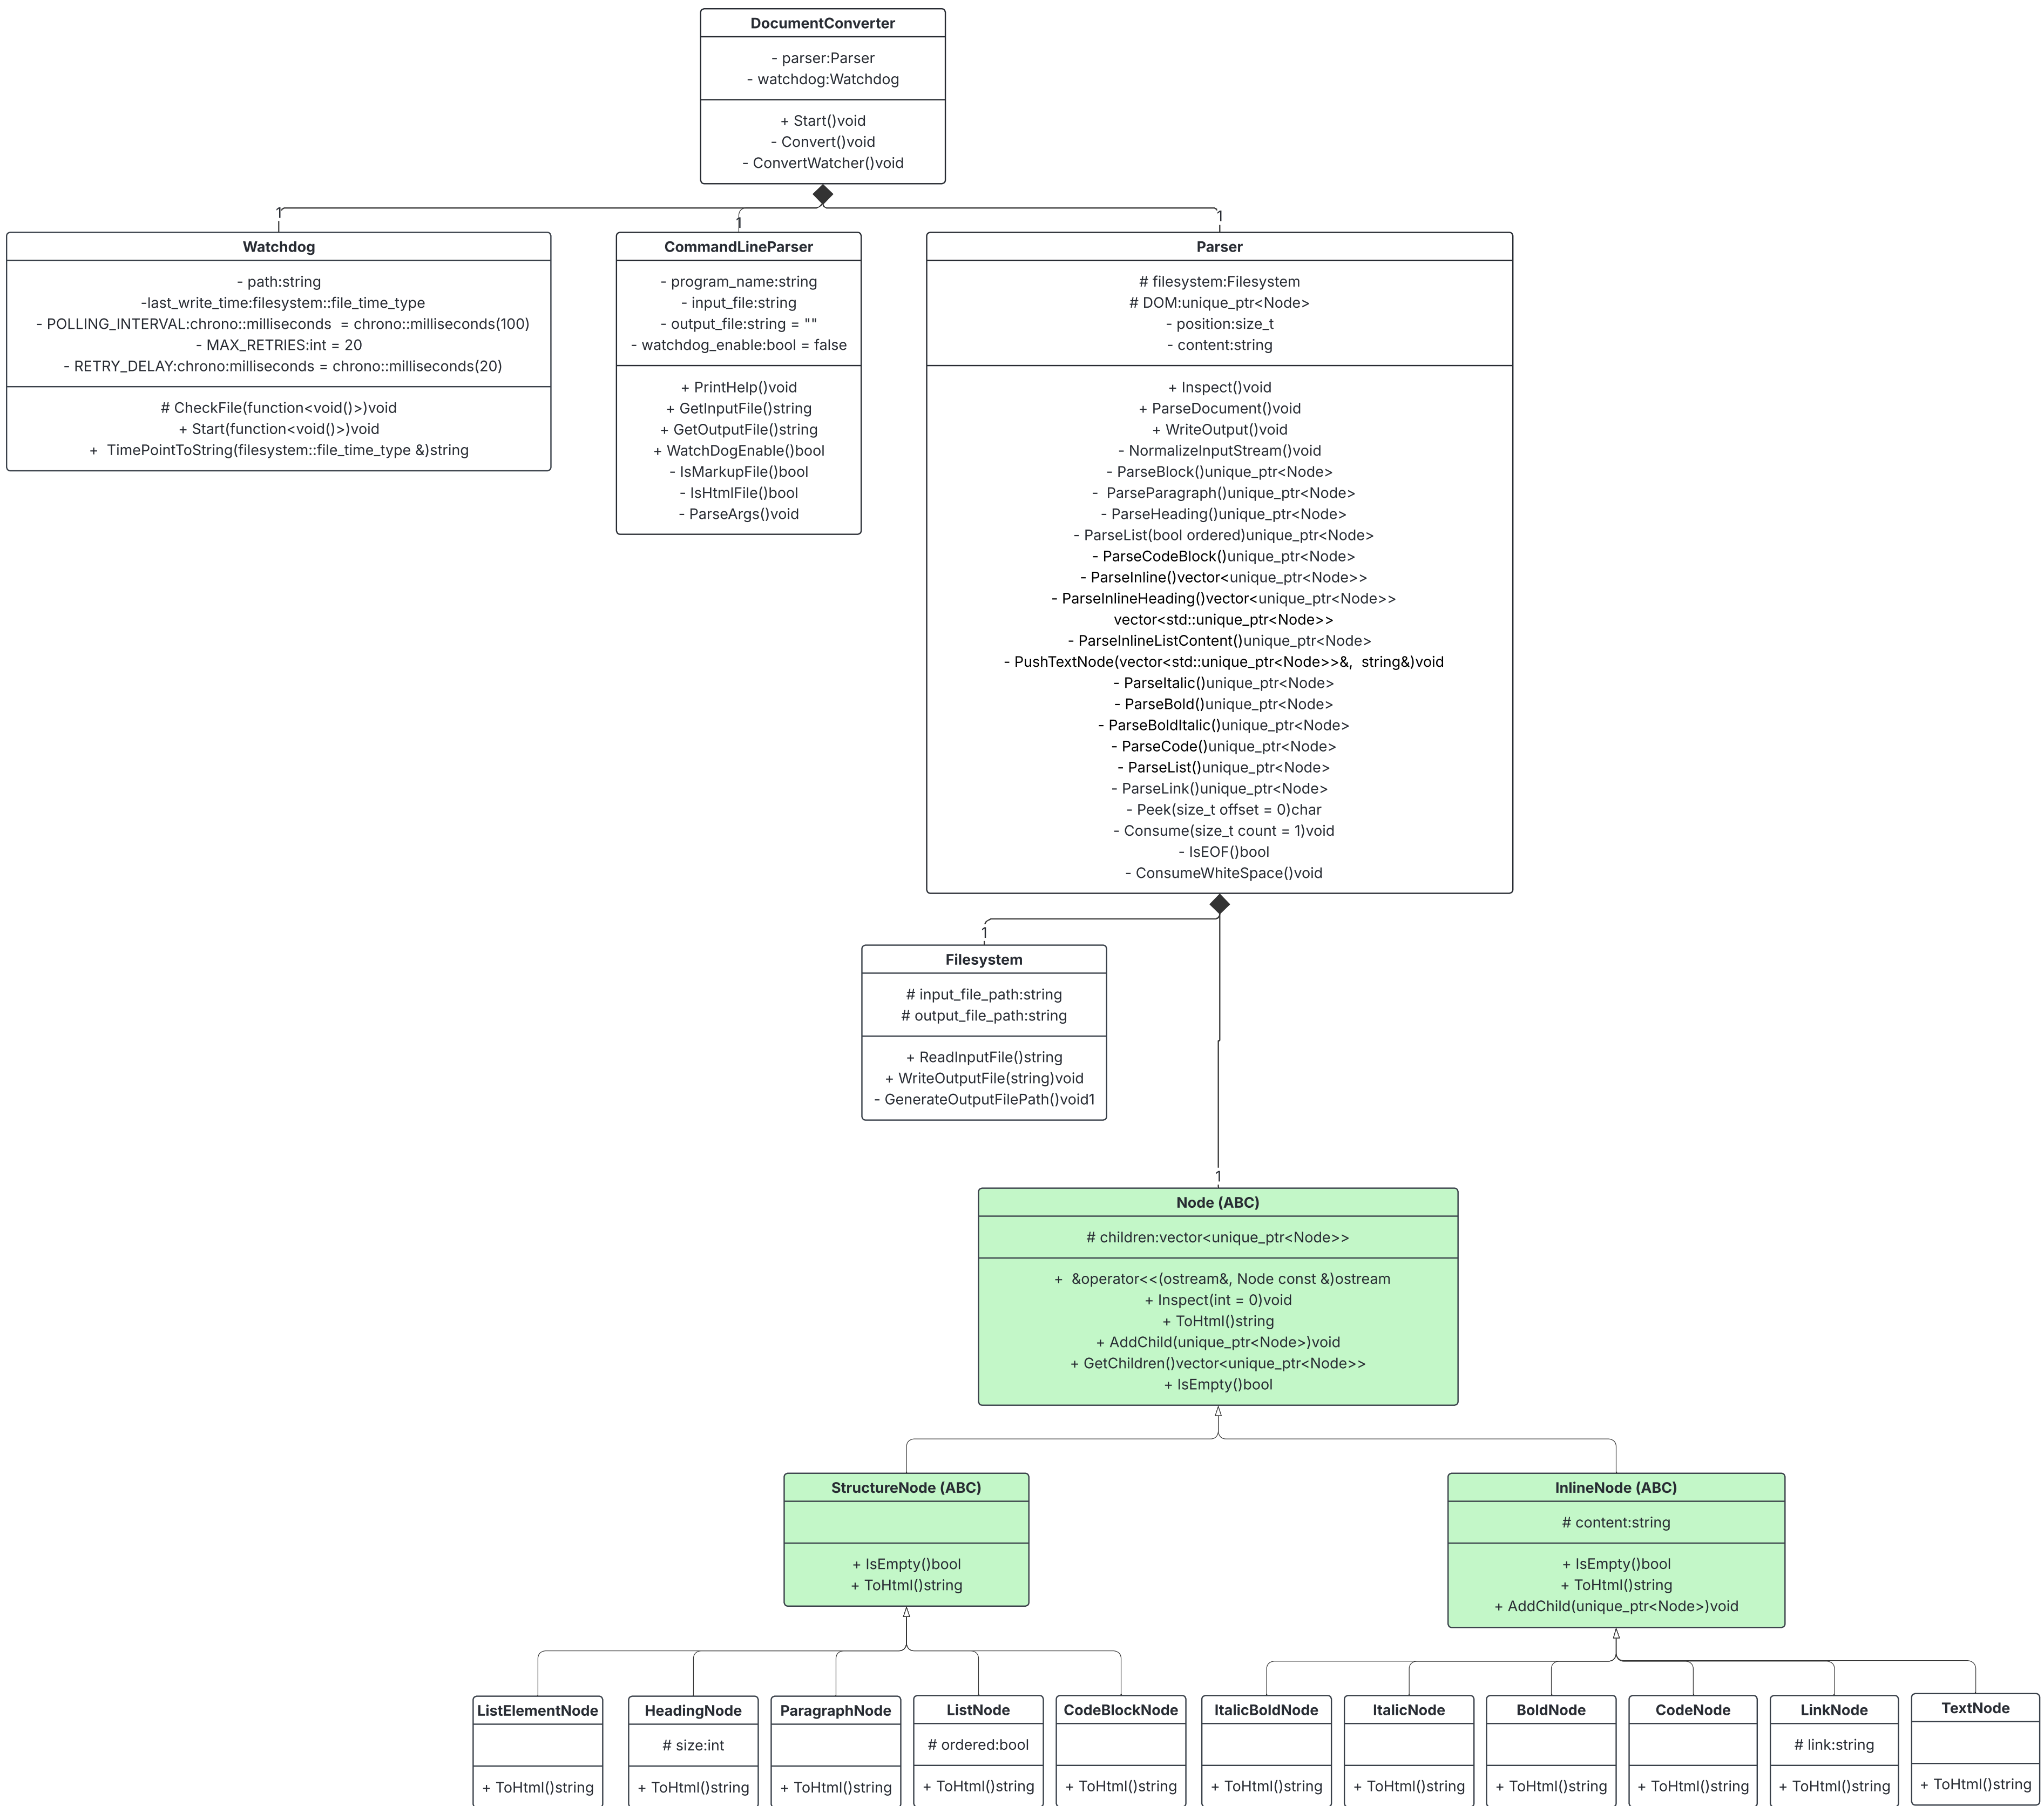 DocumentConverter
- parser:Parser
- watchdog:Watchdog
+ Start()void
- Convert()void
- ConvertWatcher()void
1
1
1
Watchdog
- path:string
-last_write_time:filesystem::file_time_type
- POLLING_INTERVAL:chrono::milliseconds  = chrono::milliseconds(100)
- MAX_RETRIES:int = 20
- RETRY_DELAY:chrono:milliseconds = chrono::milliseconds(20)
# CheckFile(function<void()>)void
+ Start(function<void()>)void
+  TimePointToString(filesystem::file_time_type &)string
CommandLineParser
- program_name:string
- input_file:string
- output_file:string = ""
- watchdog_enable:bool = false
+ PrintHelp()void
+ GetInputFile()string
+ GetOutputFile()string
+ WatchDogEnable()bool
- IsMarkupFile()bool
- IsHtmlFile()bool
- ParseArgs()void
Parser
# filesystem:Filesystem
# DOM:unique_ptr<Node>
- position:size_t
- content:string
+ Inspect()void
+ ParseDocument()void
+ WriteOutput()void
- NormalizeInputStream()void
- ParseBlock()unique_ptr<Node>
-  ParseParagraph()unique_ptr<Node>
- ParseHeading()unique_ptr<Node>
- ParseList(bool ordered)unique_ptr<Node>
- ParseCodeBlock()unique_ptr<Node>
- ParseInline()vector<unique_ptr<Node>>
- ParseInlineHeading()vector<unique_ptr<Node>>
vector<std::unique_ptr<Node>>
- ParseInlineListContent()unique_ptr<Node>
- PushTextNode(vector<std::unique_ptr<Node>>&,  string&)void
- ParseItalic()unique_ptr<Node>
- ParseBold()unique_ptr<Node>
- ParseBoldItalic()unique_ptr<Node>
- ParseCode()unique_ptr<Node>
- ParseList()unique_ptr<Node>
- ParseLink()unique_ptr<Node>
- Peek(size_t offset = 0)char
- Consume(size_t count = 1)void
- IsEOF()bool
- ConsumeWhiteSpace()void
1
Filesystem
# input_file_path:string
# output_file_path:string
+ ReadInputFile()string
+ WriteOutputFile(string)void
- GenerateOutputFilePath()void1
1
Node (ABC)
# children:vector<unique_ptr<Node>>
+  &operator<<(ostream&, Node const &)ostream
+ Inspect(int = 0)void
+ ToHtml()string
+ AddChild(unique_ptr<Node>)void
+ GetChildren()vector<unique_ptr<Node>>
+ IsEmpty()bool
StructureNode (ABC)
+ IsEmpty()bool
+ ToHtml()string
InlineNode (ABC)
# content:string
+ IsEmpty()bool
+ ToHtml()string
+ AddChild(unique_ptr<Node>)void
ListElementNode
+ ToHtml()string
HeadingNode
# size:int
+ ToHtml()string
ParagraphNode
+ ToHtml()string
ListNode
# ordered:bool
+ ToHtml()string
CodeBlockNode
+ ToHtml()string
ItalicBoldNode
+ ToHtml()string
ItalicNode
+ ToHtml()string
BoldNode
+ ToHtml()string
CodeNode
+ ToHtml()string
LinkNode
# link:string
+ ToHtml()string
TextNode
+ ToHtml()string